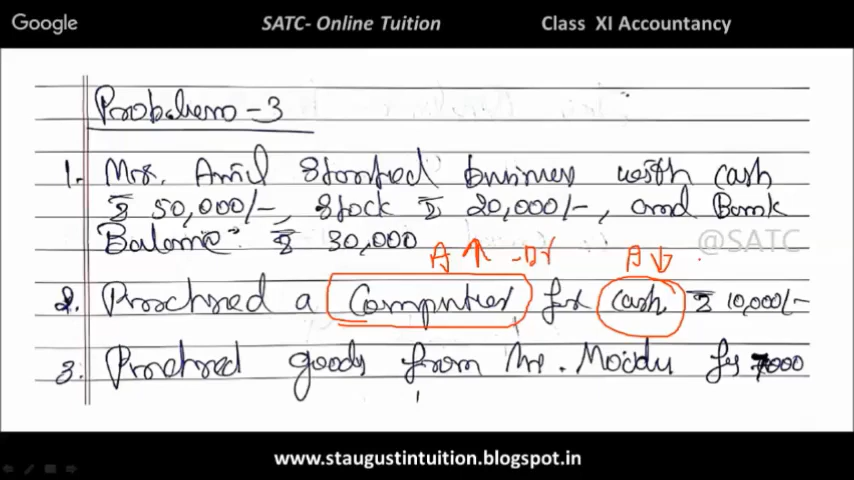 Google SATC- Online Tuition Class XI Accountancy
Problem -3
1. Mr. Anil Started business with cash
₹ 50,000/-, Stock ₹ 20,000/-, and Bank
Balance ₹ 30,000
@SATC
A ↑ -Dr A ↓
2. Purchased a Computer for cash ₹ 10,000/-
3. Purchased goods from Mr. Moidu for 7000
www.staugustintuition.blogspot.in